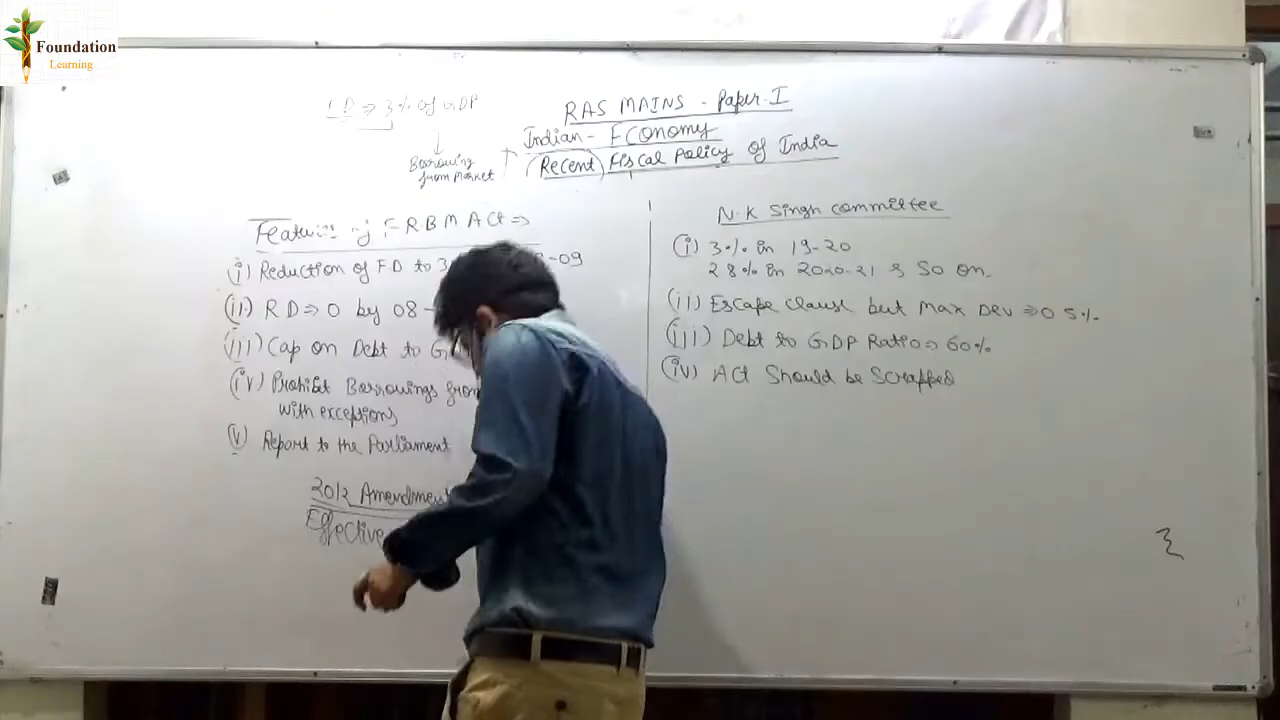 Foundation
Learning
3% of GDP
Borrowing
from Market
RAS MAINS - Paper-I
Indian - Economy
(Recent) Fiscal Policy of India
FRBM Act ⇒
(i) Reduction of FD to 3 -09
(ii) RD ⇒ 0 by 08-
(iii) Cap on Debt to G
(iv) Prohibit Borrowings from
with exceptions
(v) Report to the Parliament
2012 Amendment
Effective
N.K Singh committee
(i) 3% in 19-20
2.8% in 2020-21 & So on.
(ii) Escape clause but Max Dev ⇒ 0.5%
(iii) Debt to GDP Ratio ⇒ 60%
(iv) Act Should be Scrapped